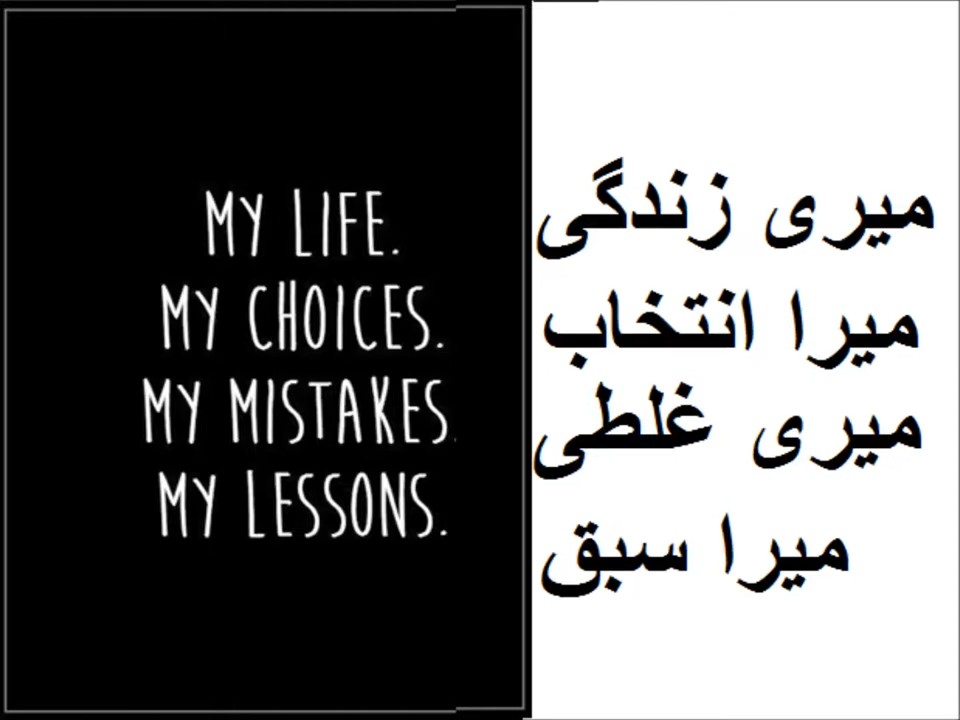 MY LIFE.
MY CHOICES.
MY MISTAKES.
MY LESSONS.
میری زندگی
میرا انتخاب
میری غلطی
میرا سبق